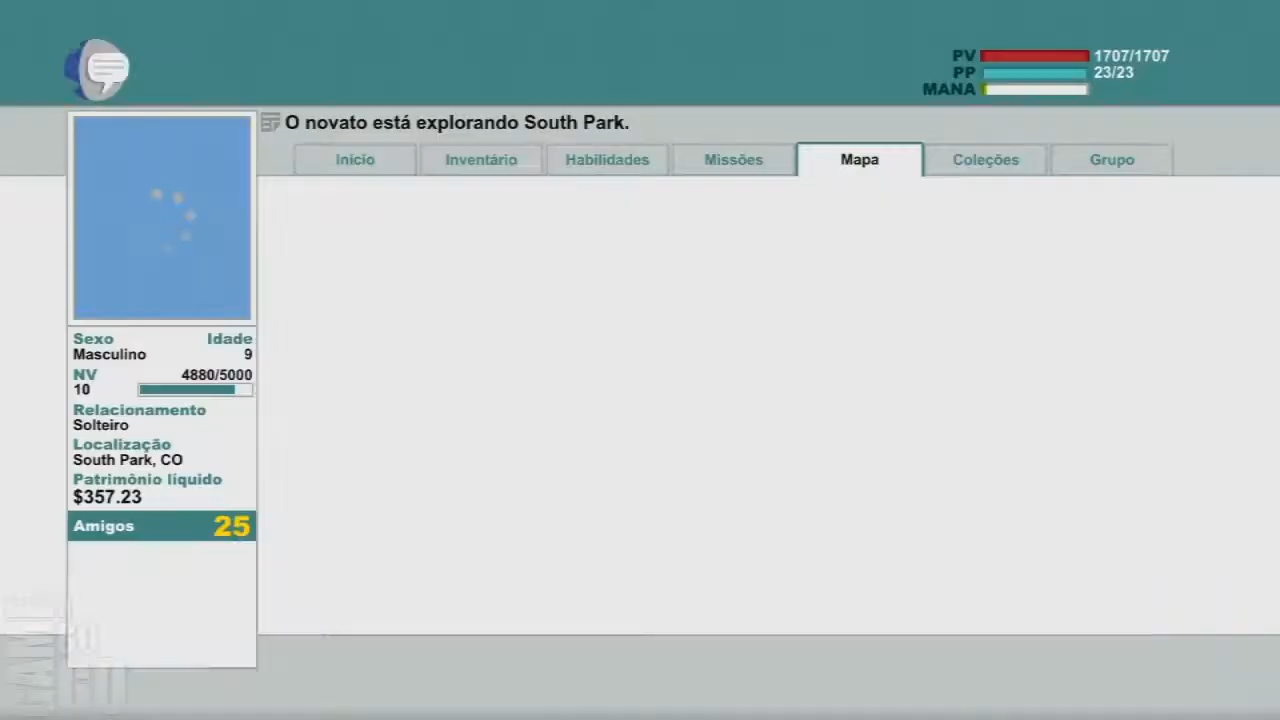 PV 1707/1707
PP 23/23
MANA
O novato está explorando South Park.
Início Inventário Habilidades Missões Mapa Coleções Grupo
Sexo Idade
Masculino 9
NV 4880/5000
10
Relacionamento
Solteiro
Localização
South Park, CO
Patrimônio líquido
$357.23
Amigos 25